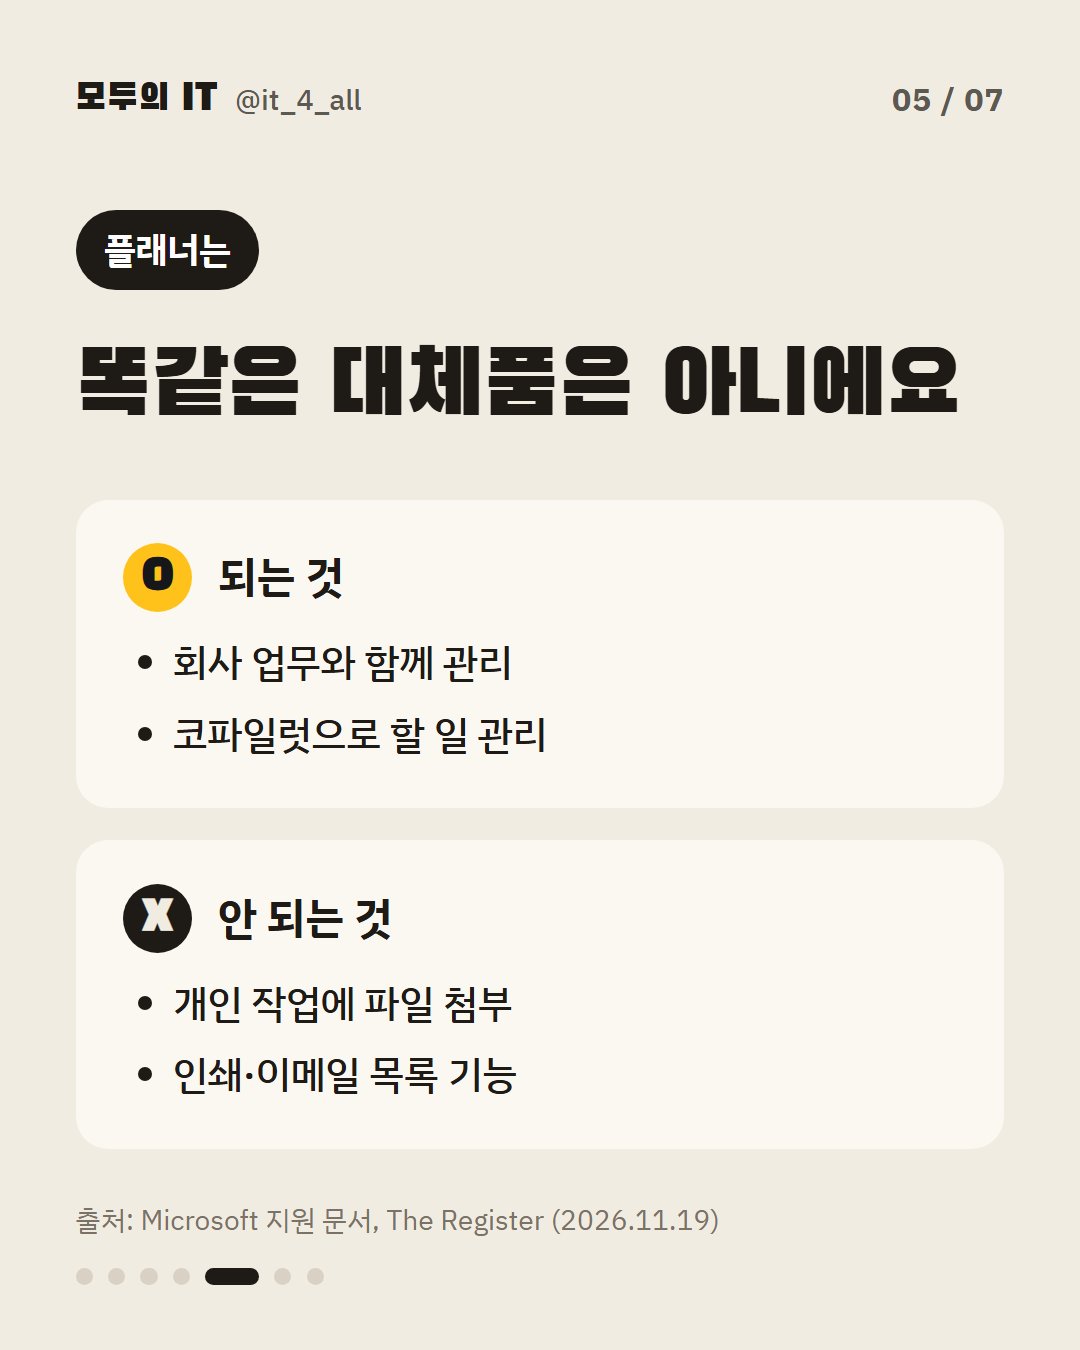 모두의 IT @it_4_all
05 / 07
플래너는
똑같은 대체품은 아니에요
O 되는 것
• 회사 업무와 함께 관리
• 코파일럿으로 할 일 관리
X 안 되는 것
• 개인 작업에 파일 첨부
• 인쇄·이메일 목록 기능
출처: Microsoft 지원 문서, The Register (2026.11.19)